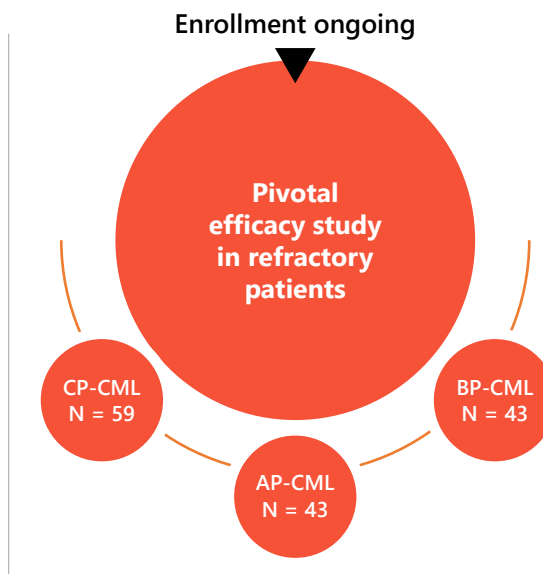 Enrollment ongoing
Pivotal
efficacy study
in refractory
patients
CP-CML
N = 59
BP-CML
N = 43
AP-CML
N = 43